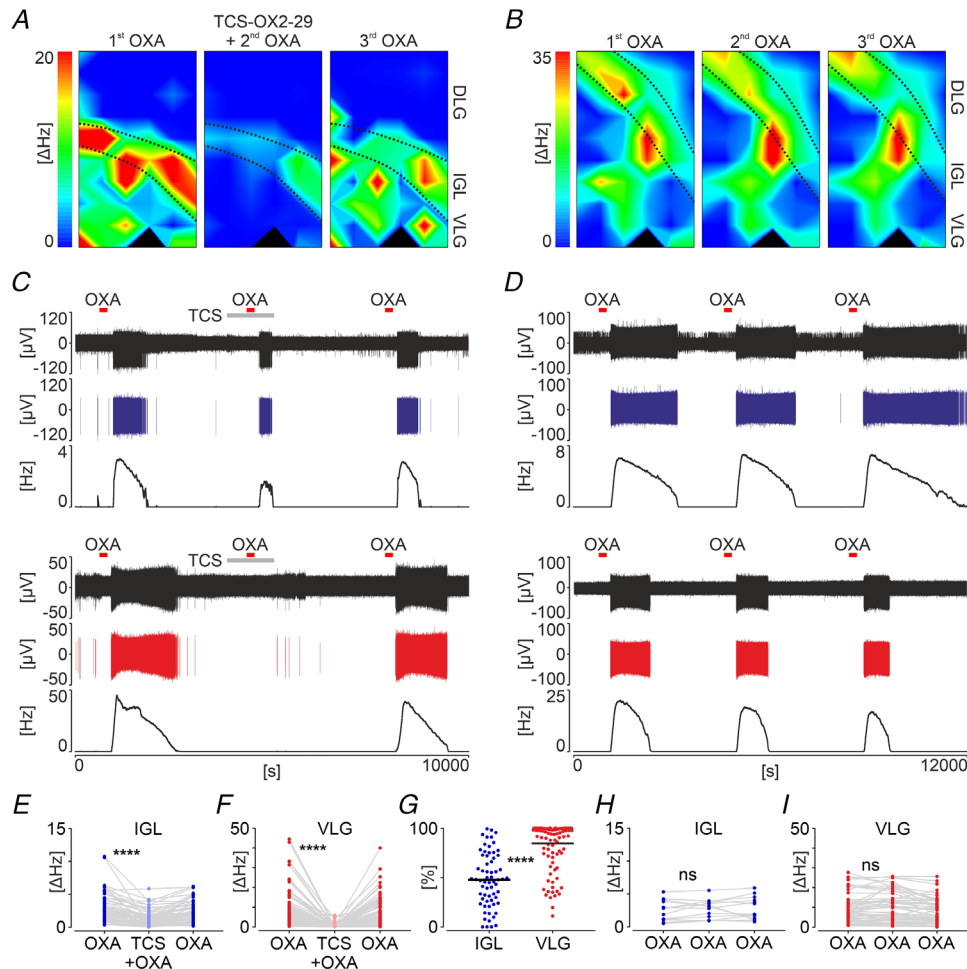 A
TCS-OX2-29
1st OXA + 2nd OXA 3rd OXA
20
[ΔHz]
0
DLG
IGL
VLG
B
1st OXA 2nd OXA 3rd OXA
35
[ΔHz]
0
DLG
IGL
VLG
C
OXA OXA OXA
TCS
120
[µV]
0
-120
120
[µV]
0
-120
4
[Hz]
0
OXA OXA OXA
TCS
50
[µV]
0
-50
50
[µV]
0
-50
50
[Hz]
0
0 [s] 10000
D
OXA OXA OXA
100
[µV]
0
-100
100
[µV]
0
-100
8
[Hz]
0
OXA OXA OXA
100
[µV]
0
-100
100
[µV]
0
-100
25
[Hz]
0
0 [s] 12000
E
IGL
15
[ΔHz]
0
****
OXA TCS OXA
+OXA
F
VLG
50
[ΔHz]
0
****
OXA TCS OXA
+OXA
G
100
[%]
0
****
IGL VLG
H
IGL
15
[ΔHz]
0
ns
OXA OXA OXA
I
VLG
50
[ΔHz]
0
ns
OXA OXA OXA